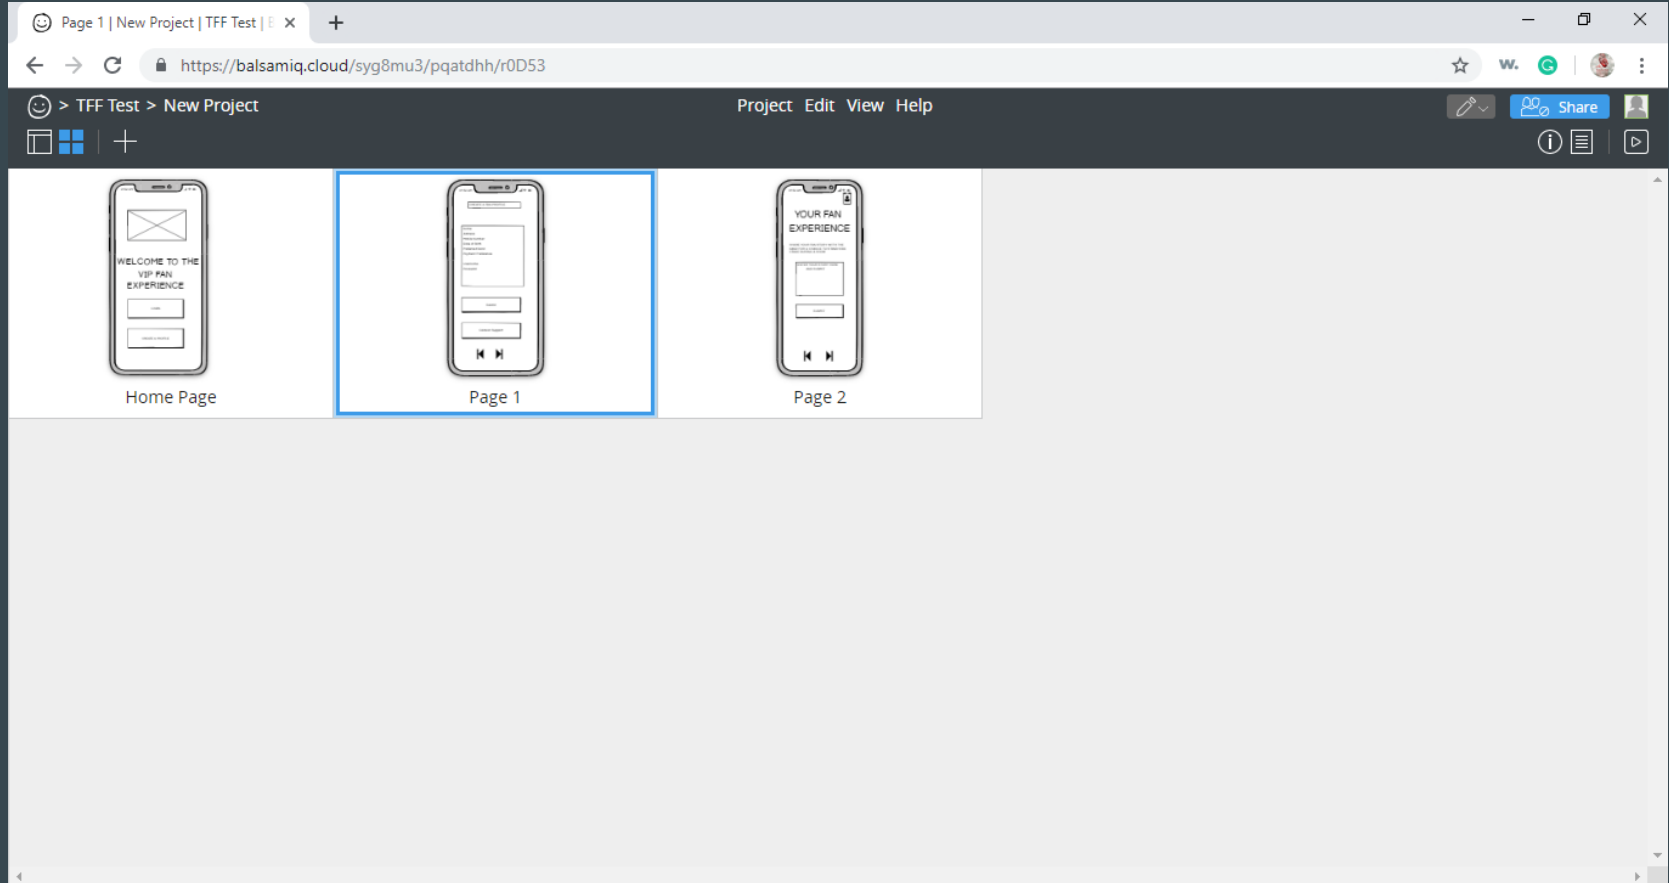 Page 1 | New Project | TFF Test |
https://balsamiq.cloud/syg8mu3/pqatdhh/r0D53
W.
G
> TFF Test > New Project
Project Edit View Help
Share
WELCOME TO THE
VIP FAN
EXPERIENCE
YOUR FAN
EXPERIENCE
Home Page
Page 1
Page 2